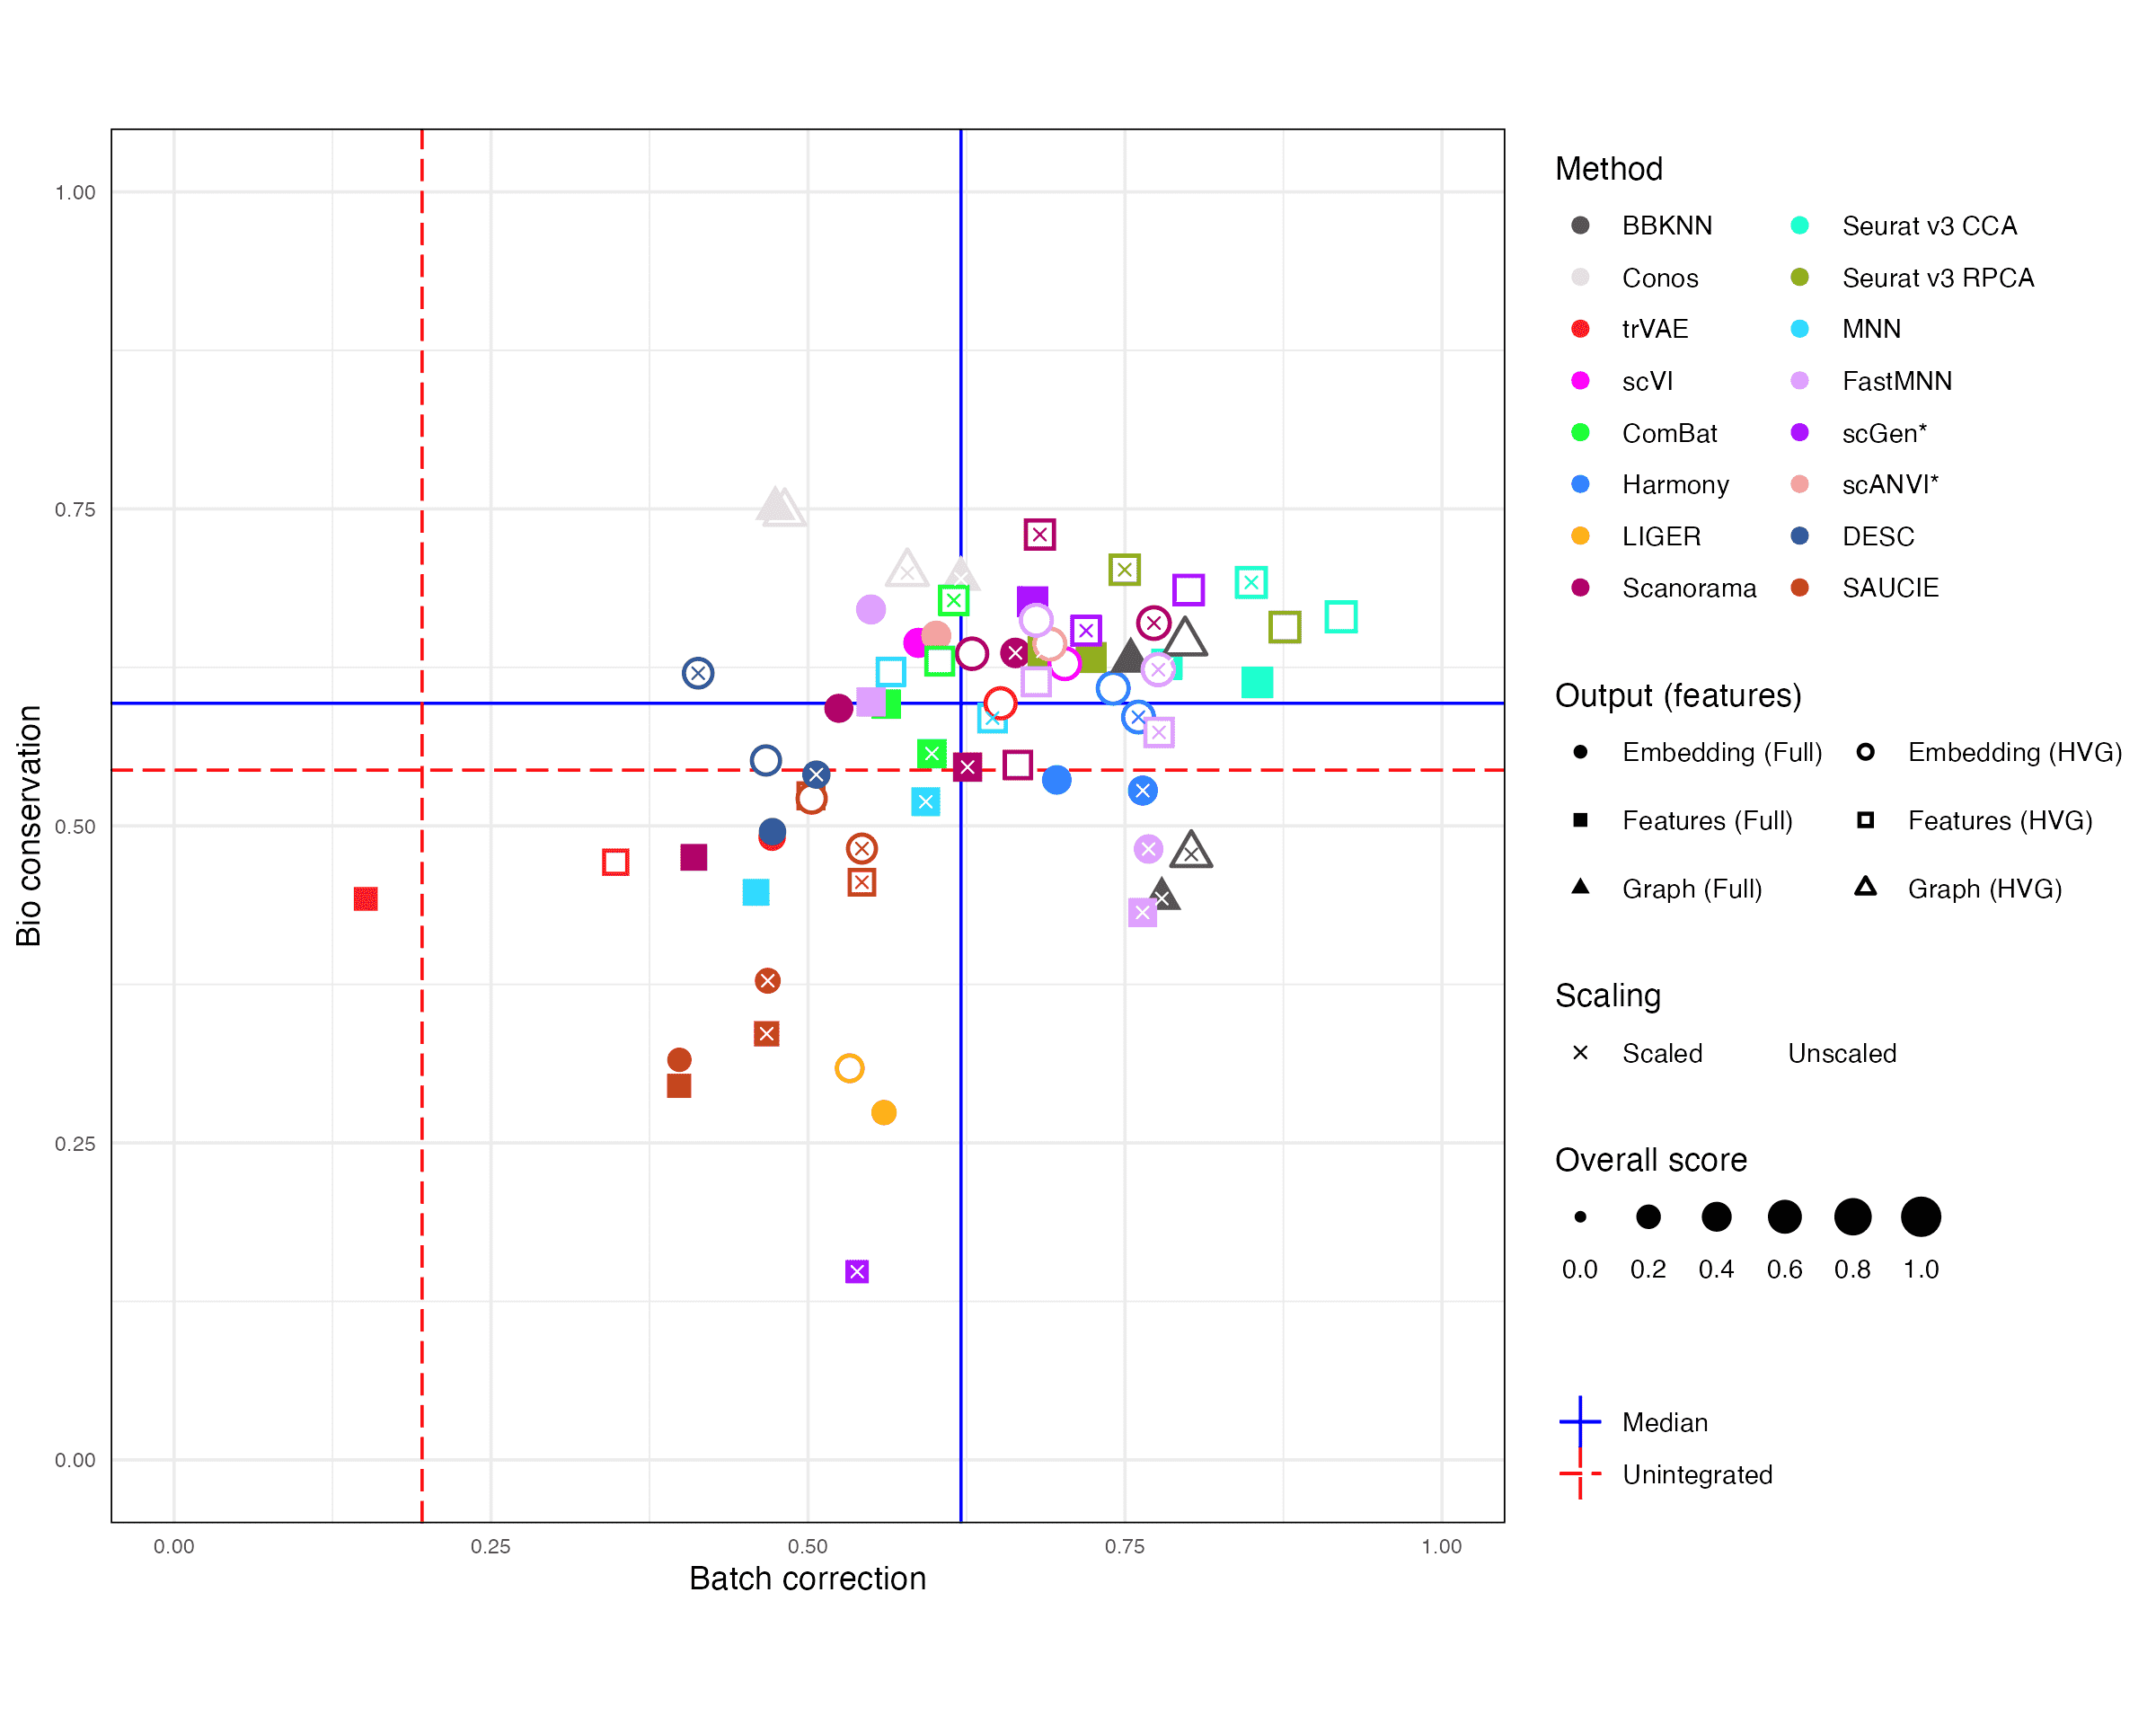 1.00
0.75
0.50
0.25
0.00
Bio conservation
0.00 0.25 0.50 0.75 1.00
Batch correction
Method
BBKNN Seurat v3 CCA
Conos Seurat v3 RPCA
trVAE MNN
scVI FastMNN
ComBat scGen*
Harmony scANVI*
LIGER DESC
Scanorama SAUCIE
Output (features)
Embedding (Full) Embedding (HVG)
Features (Full) Features (HVG)
Graph (Full) Graph (HVG)
Scaling
Scaled Unscaled
Overall score
0.0 0.2 0.4 0.6 0.8 1.0
Median
Unintegrated